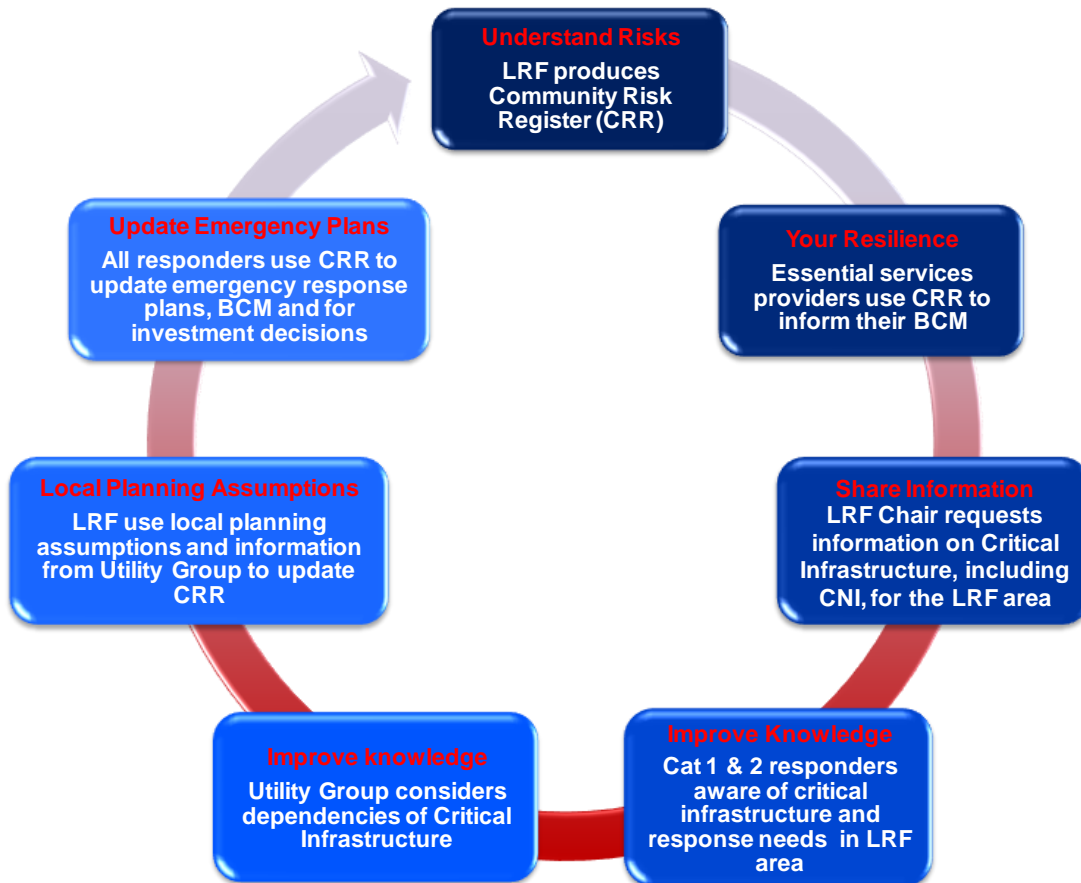 Understand Risks
LRF produces
Community Risk
Register (CRR)
Your Resilience
Essential services
providers use CRR to
inform their BCM
Share Information
LRF Chair requests
information on Critical
Infrastructure, including
CNI, for the LRF area
Improve Knowledge
Cat 1 & 2 responders
aware of critical
infrastructure and
response needs in LRF
area
Improve knowledge
Utility Group considers
dependencies of Critical
Infrastructure
Local Planning Assumptions
LRF use local planning
assumptions and information
from Utility Group to update
CRR
Update Emergency Plans
All responders use CRR to
update emergency response
plans, BCM and for
investment decisions